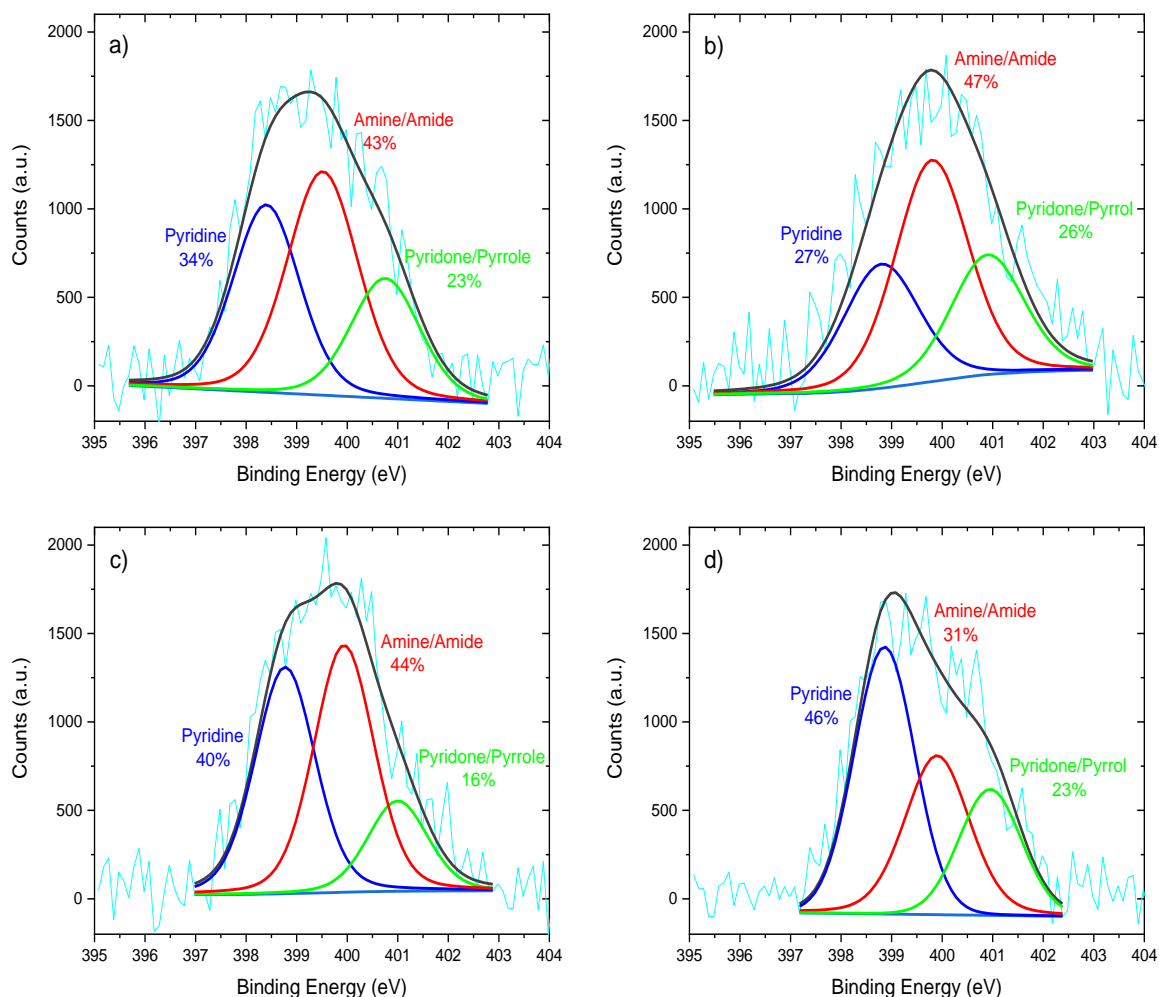 a)
2000
1500
1000
500
0
Counts (a.u.)
Amine/Amide
43%
Pyridine
34%
Pyridone/Pyrrole
23%
395 396 397 398 399 400 401 402 403 404
Binding Energy (eV)
b)
2000
1500
1000
500
0
Counts (a.u.)
Amine/Amide
47%
Pyridine
27%
Pyridone/Pyrrol
26%
395 396 397 398 399 400 401 402 403 404
Binding Energy (eV)
c)
2000
1500
1000
500
0
Counts (a.u.)
Amine/Amide
44%
Pyridine
40%
Pyridone/Pyrrole
16%
395 396 397 398 399 400 401 402 403 404
Binding Energy (eV)
d)
2000
1500
1000
500
0
Counts (a.u.)
Amine/Amide
31%
Pyridine
46%
Pyridone/Pyrrol
23%
395 396 397 398 399 400 401 402 403 404
Binding Energy (eV)